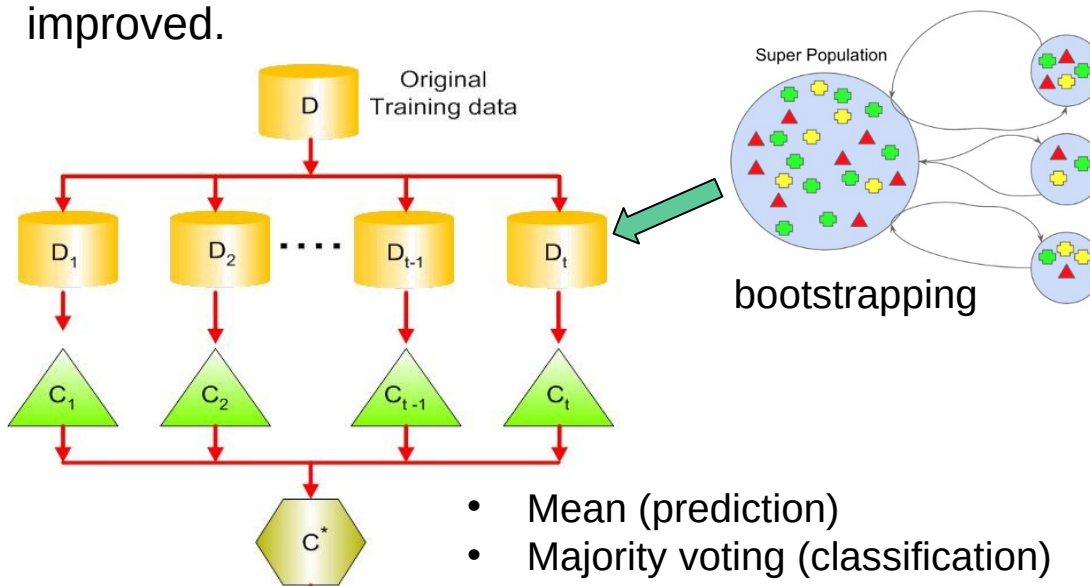 improved.
Original
Training data
D
D1
D2
....
Dt-1
Dt
C1
C2
Ct-1
Ct
C*
Super Population
bootstrapping
• Mean (prediction)
• Majority voting (classification)